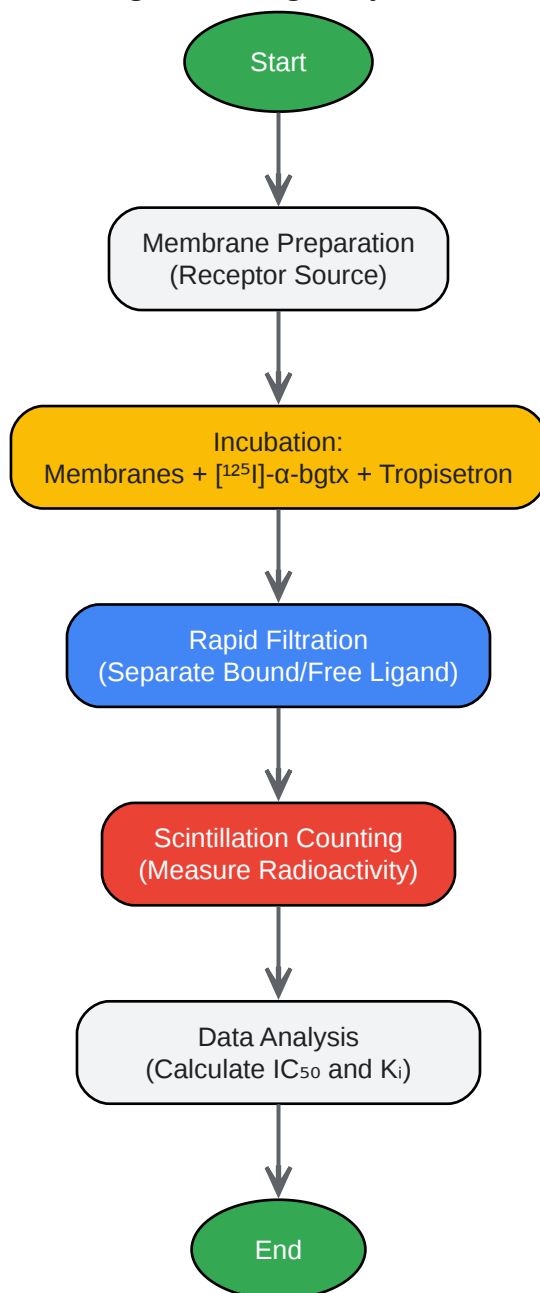 Start
Membrane Preparation
(Receptor Source)
Incubation:
Membranes + [¹²⁵I]-α-bgtx + Tropisetron
Rapid Filtration
(Separate Bound/Free Ligand)
Scintillation Counting
(Measure Radioactivity)
Data Analysis
(Calculate IC₅₀ and Kᵢ)
End